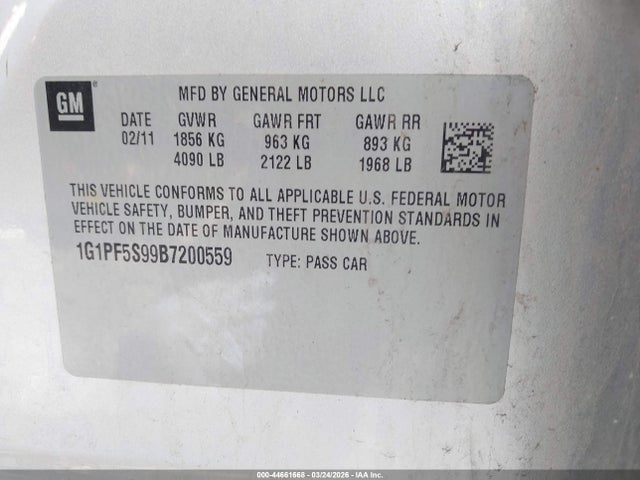 GM
MFD BY GENERAL MOTORS LLC
DATE GVWR GAWR FRT GAWR RR
02/11 1856 KG 963 KG 893 KG
4090 LB 2122 LB 1968 LB
THIS VEHICLE CONFORMS TO ALL APPLICABLE U.S. FEDERAL MOTOR
VEHICLE SAFETY, BUMPER, AND THEFT PREVENTION STANDARDS IN
EFFECT ON THE DATE OF MANUFACTURE SHOWN ABOVE.
1G1PF5S99B7200559 TYPE: PASS CAR
000-44661668 - 03/24/2026 - IAA Inc.